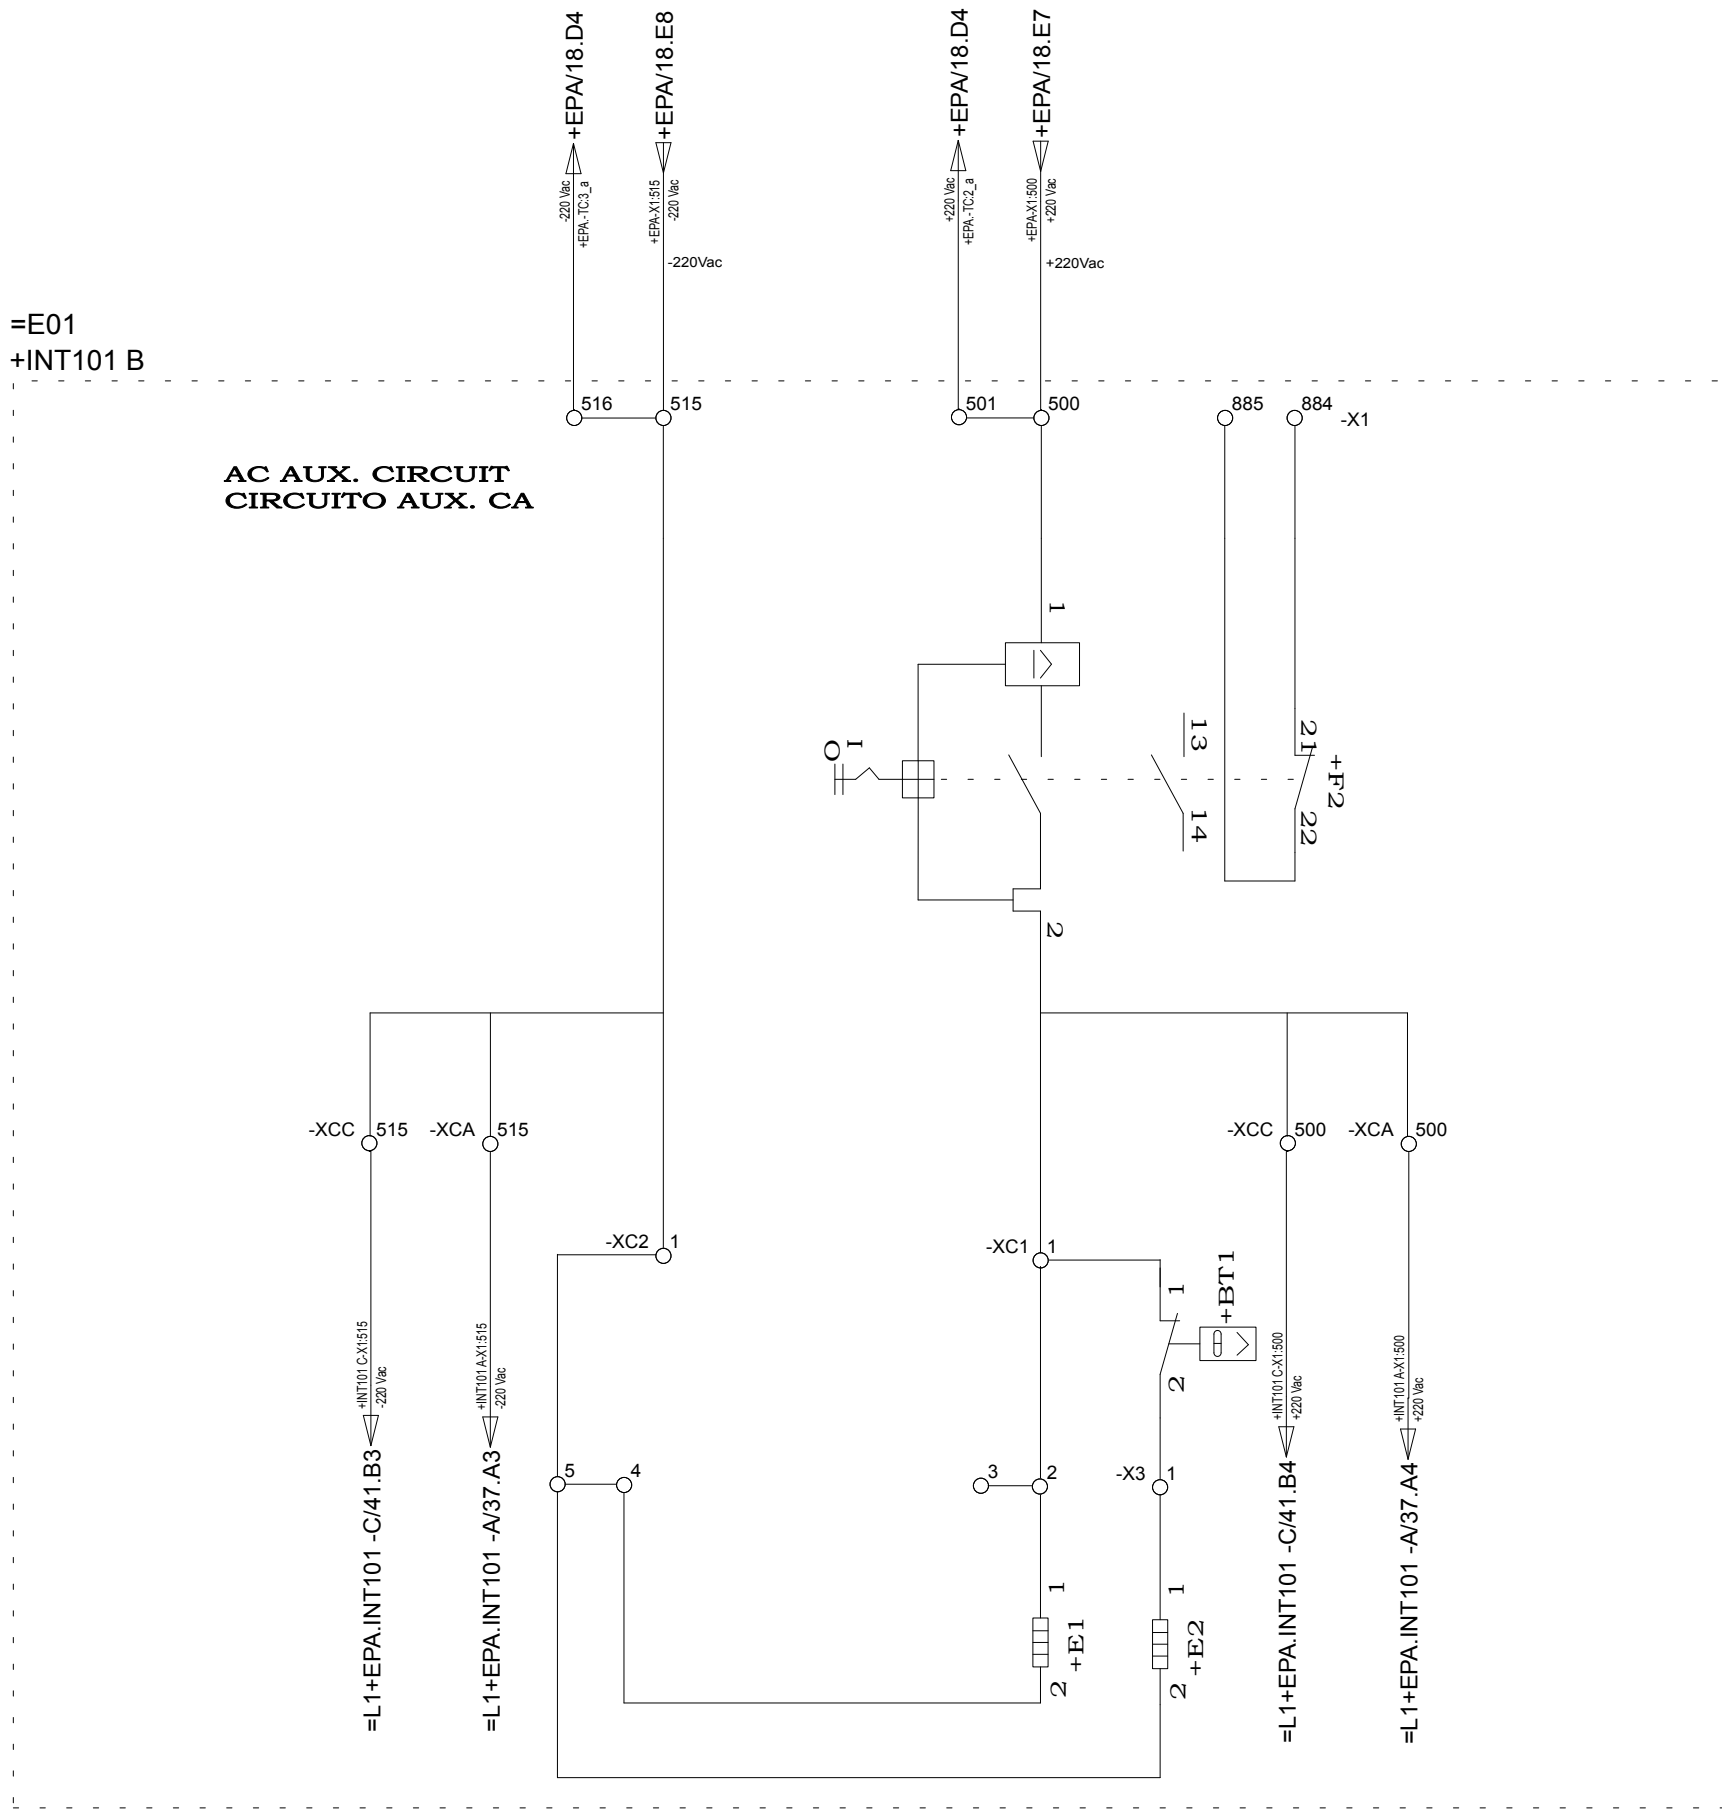 +EPA/18.D4
+EPA/18.E8
+EPA/18.D4
+EPA/18.E7
-220 Vac
+EPA.-TC:3_a
+EPA-X1:515
-220 Vac
+220 Vac
+EPA.-TC:2_a
+EPA-X1:500
+220 Vac
-220Vac
+220Vac
=E01
+INT101 B
516
515
501
500
885
884
-X1
AC AUX. CIRCUIT
CIRCUITO AUX. CA
1
I>
I
O
13
14
21
22
+F2
2
-XCC
515
-XCA
515
-XCC
500
-XCA
500
-XC2
1
-XC1
1
1
2
+BT1
+INT101 C-X1:515
-220 Vac
+INT101 A-X1:515
-220 Vac
+INT101 C-X1:500
+220 Vac
+INT101 A-X1:500
+220 Vac
=L1+EPA.INT101 -C/41.B3
=L1+EPA.INT101 -A/37.A3
=L1+EPA.INT101 -C/41.B4
=L1+EPA.INT101 -A/37.A4
5
4
3
2
-X3
1
1
+E1
2
1
+E2
2